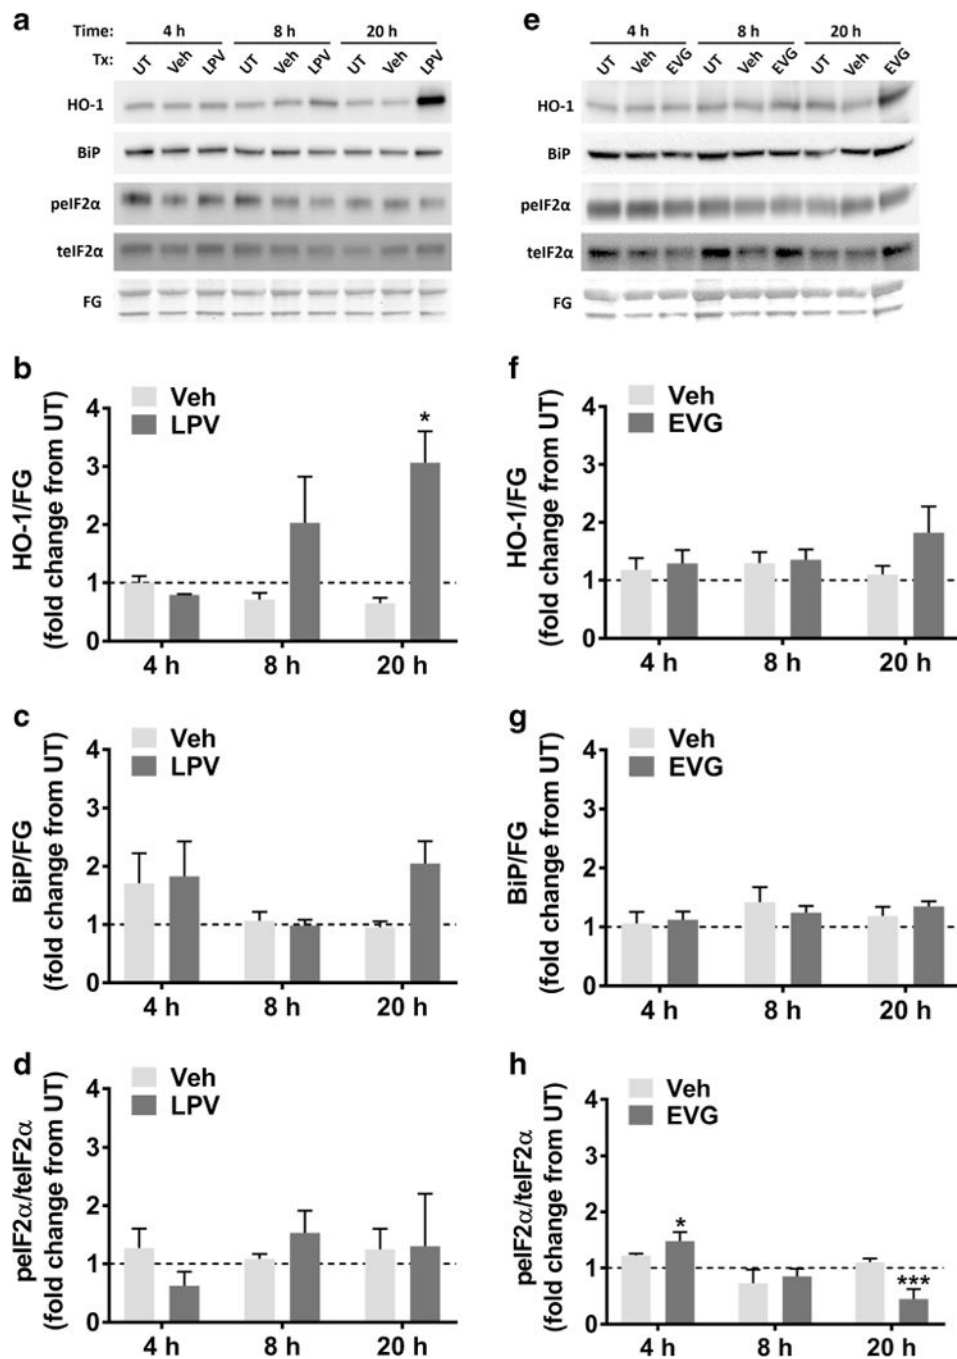 a
Time: 4 h 8 h 20 h
Tx: UT Veh LPV UT Veh LPV UT Veh LPV
HO-1
BiP
peIF2α
teIF2α
FG
b
Veh
LPV
HO-1/FG
(fold change from UT)
4
3
2
1
0
*
4 h 8 h 20 h
c
Veh
LPV
BiP/FG
(fold change from UT)
4
3
2
1
0
4 h 8 h 20 h
d
Veh
LPV
peIF2α/teIF2α
(fold change from UT)
4
3
2
1
0
4 h 8 h 20 h
e
4 h 8 h 20 h
UT Veh EVG UT Veh EVG UT Veh EVG
HO-1
BiP
peIF2α
teIF2α
FG
f
Veh
EVG
HO-1/FG
(fold change from UT)
4
3
2
1
0
4 h 8 h 20 h
g
Veh
EVG
BiP/FG
(fold change from UT)
4
3
2
1
0
4 h 8 h 20 h
h
Veh
EVG
peIF2α/teIF2α
(fold change from UT)
4
3
2
1
0
*
***
4 h 8 h 20 h